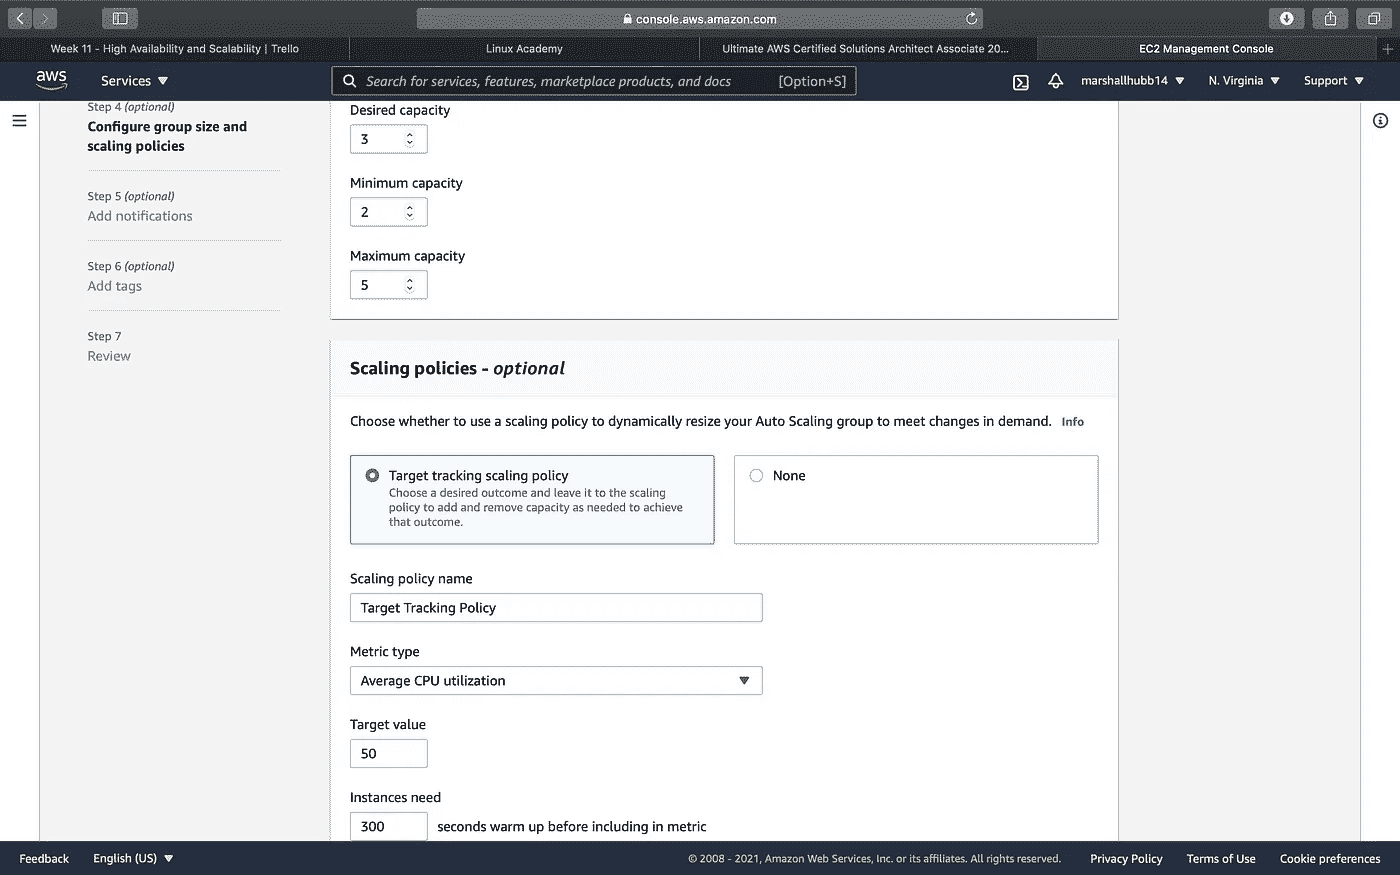 console.aws.amazon.com
Week 11 - High Availability and Scalability | Trello
Linux Academy
Ultimate AWS Certified Solutions Architect Associate 20...
EC2 Management Console
aws
Services
Search for services, features, marketplace products, and docs [Option+S]
marshallhubb14
N. Virginia
Support
Step 4 (optional)
Configure group size and
scaling policies
Step 5 (optional)
Add notifications
Step 6 (optional)
Add tags
Step 7
Review
Desired capacity
3
Minimum capacity
2
Maximum capacity
5
Scaling policies - optional
Choose whether to use a scaling policy to dynamically resize your Auto Scaling group to meet changes in demand. Info
Target tracking scaling policy
Choose a desired outcome and leave it to the scaling
policy to add and remove capacity as needed to achieve
that outcome.
None
Scaling policy name
Target Tracking Policy
Metric type
Average CPU utilization
Target value
50
Instances need
300 seconds warm up before including in metric
Feedback
English (US)
© 2008 - 2021, Amazon Web Services, Inc. or its affiliates. All rights reserved.
Privacy Policy
Terms of Use
Cookie preferences